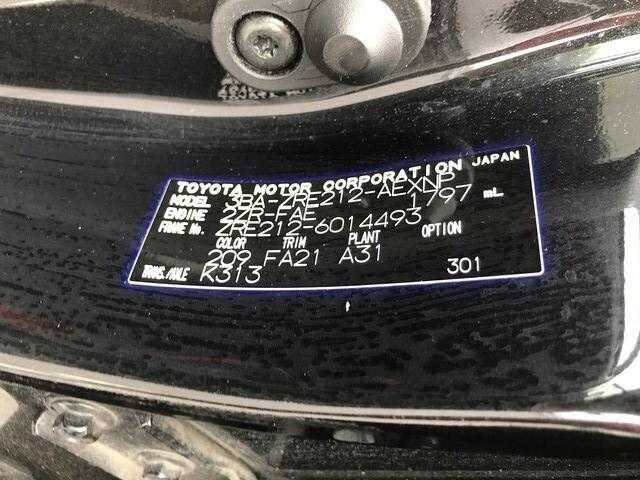 TOYOTA MOTOR CORPORATION JAPAN
MODEL 3BA-ZRE212-AEXNP
ENGINE 2ZR-FAE 1797 mL
FRAME No. ZRE212-6014493
COLOR TRIM PLANT OPTION
209 FA21 A31
TRANS./AXLE K313 301